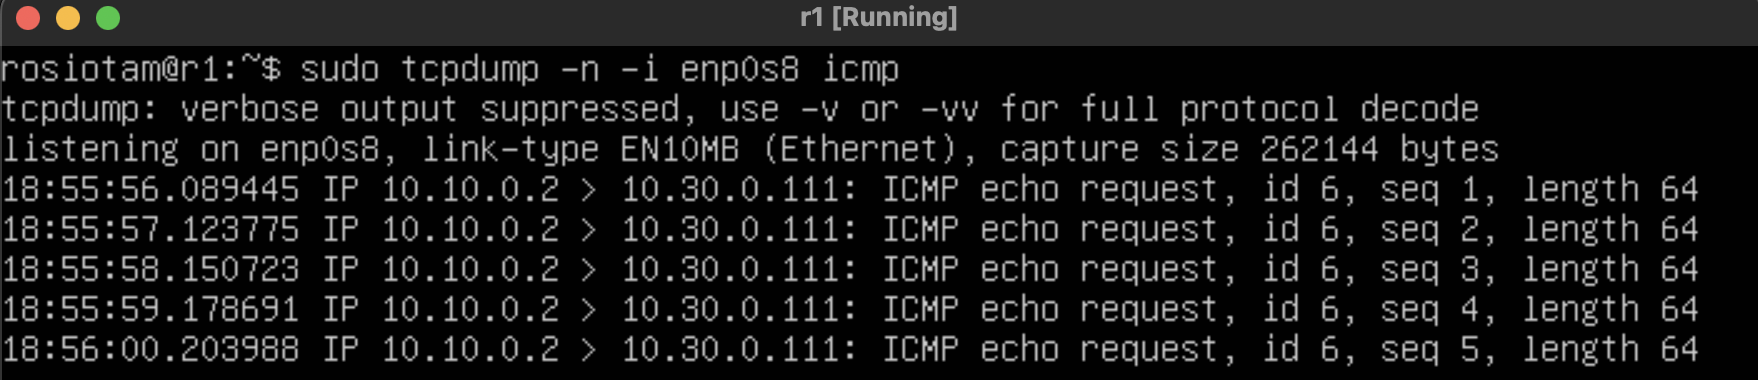 r1 [Running]
rosiotam@r1:~$ sudo tcpdump -n -i enp0s8 icmp
tcpdump: verbose output suppressed, use -v or -vv for full protocol decode
listening on enp0s8, link-type EN10MB (Ethernet), capture size 262144 bytes
18:55:56.089445 IP 10.10.0.2 > 10.30.0.111: ICMP echo request, id 6, seq 1, length 64
18:55:57.123775 IP 10.10.0.2 > 10.30.0.111: ICMP echo request, id 6, seq 2, length 64
18:55:58.150723 IP 10.10.0.2 > 10.30.0.111: ICMP echo request, id 6, seq 3, length 64
18:55:59.178691 IP 10.10.0.2 > 10.30.0.111: ICMP echo request, id 6, seq 4, length 64
18:56:00.203988 IP 10.10.0.2 > 10.30.0.111: ICMP echo request, id 6, seq 5, length 64